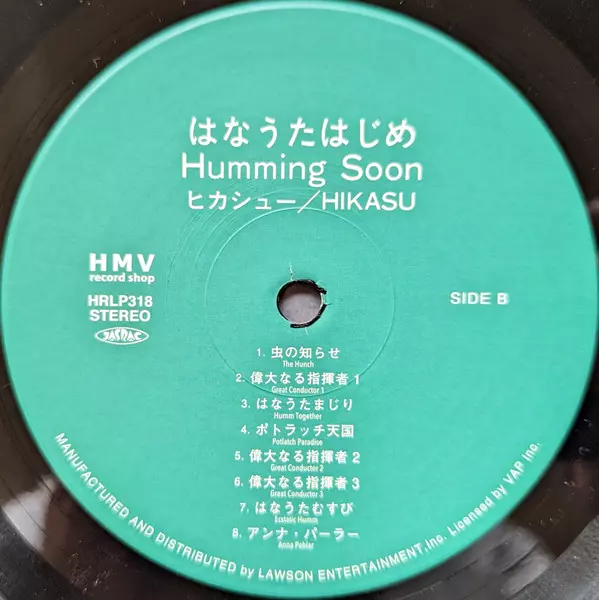 はなうたはじめ
Humming Soon
ヒカシュー／HIKASU
HMV
record shop
HRLP318
STEREO
JASRAC
SIDE B
1. 虫の知らせ
The Hunch
2. 偉大なる指揮者 1
Great Conductor 1
3. はなうたまじり
Humm Together
4. ポトラッチ天国
Potlatch Paradise
5. 偉大なる指揮者 2
Great Conductor 2
6. 偉大なる指揮者 3
Great Conductor 3
7. はなうたむすび
Ecstatic Humm
8. アンナ・パーラー
Anna Pahlar
MANUFACTURED AND DISTRIBUTED by LAWSON ENTERTAINMENT,Inc. Licensed by VAP Inc.